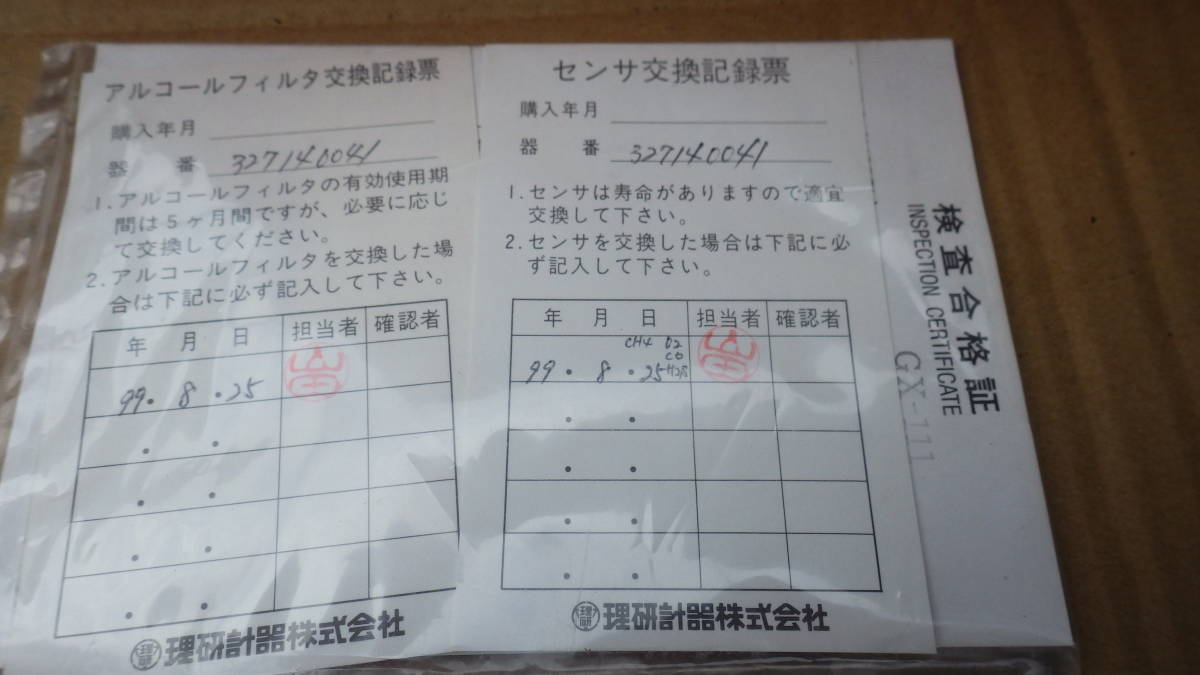 アルコールフィルタ交換記録票
購入年月
器 番 327140041
1. アルコールフィルタの有効使用期
間は5ヶ月間ですが、必要に応じ
て交換してください。
2. アルコールフィルタを交換した場
合は下記に必ず記入して下さい。
年 月 日 担当者 確認者
99. 8 .25
理研
理研計器株式会社
センサ交換記録票
購入年月
器 番 327140041
1. センサは寿命がありますので適宜
交換して下さい。
2. センサを交換した場合は下記に必
ず記入して下さい。
年 月 日 担当者 確認者
CH4 O2
CO
99. 8 .25 H2S
理研
理研計器株式会社
検査合格証
INSPECTION CERTIFICATE
GX-111